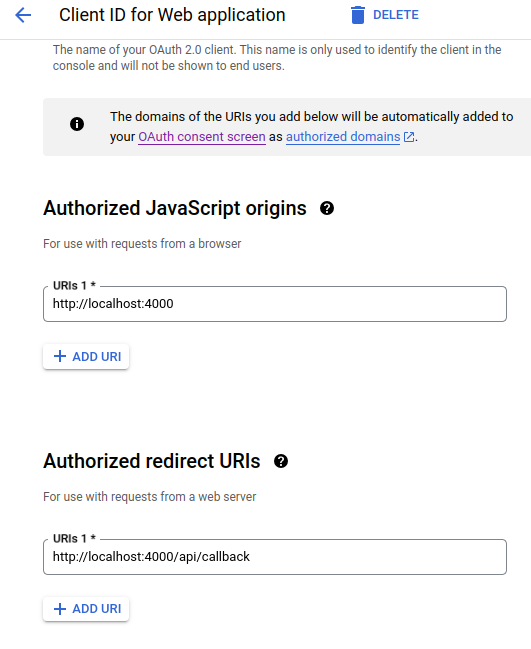 Client ID for Web application
DELETE
The name of your OAuth 2.0 client. This name is only used to identify the client in the
console and will not be shown to end users.
The domains of the URIs you add below will be automatically added to
your OAuth consent screen as authorized domains.
Authorized JavaScript origins
For use with requests from a browser
URIs 1 *
http://localhost:4000
ADD URI
Authorized redirect URIs
For use with requests from a web server
URIs 1 *
http://localhost:4000/api/callback
ADD URI